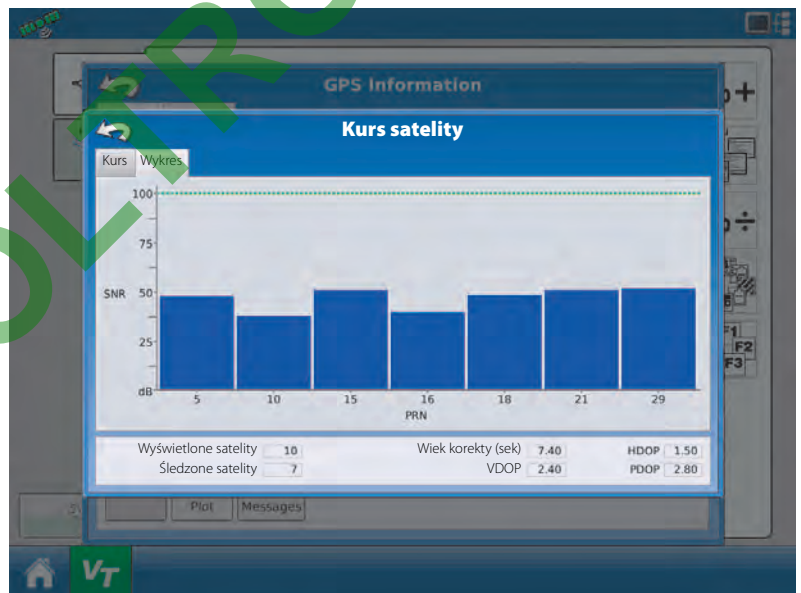 GPS Information
Kurs satelity
Kurs Wykres
100
75
SNR 50
25
dB
5 10 15 16 18 21 29
PRN
Wyświetlone satelity 10 Wiek korekty (sek) 7.40 HDOP 1.50
Śledzone satelity 7 VDOP 2.40 PDOP 2.80
F1
F2
F3
Plot Messages
VT